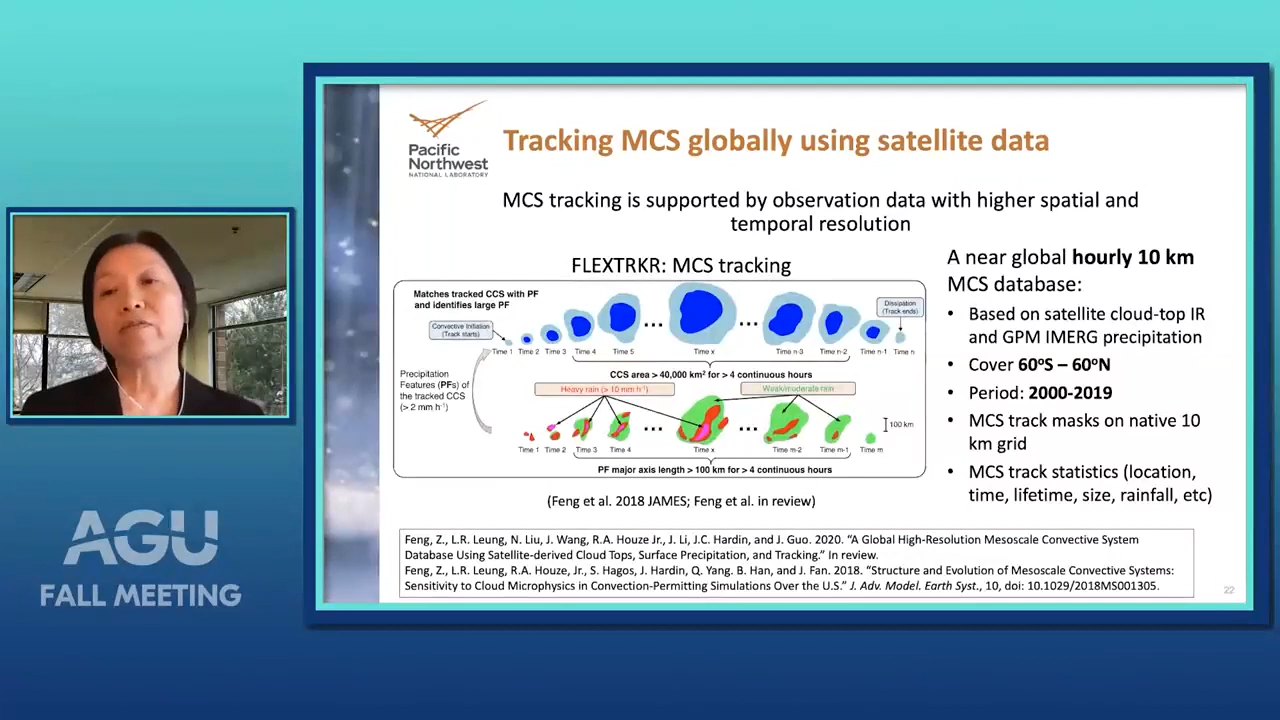 Pacific
Northwest
NATIONAL LABORATORY
Tracking MCS globally using satellite data
MCS tracking is supported by observation data with higher spatial and
temporal resolution
FLEXTRKR: MCS tracking
Matches tracked CCS with PF
and identifies large PF
Convective Initiation
(Track starts)
Dissipation
(Track ends)
Time 1 Time 2 Time 3 Time 4 Time 5 Time x Time n-3 Time n-2 Time n-1 Time n
CCS area > 40,000 km² for > 4 continuous hours
Precipitation
Features (PFs) of
the tracked CCS
(> 2 mm h⁻¹)
Heavy rain (> 10 mm h⁻¹)
Weak/moderate rain
100 km
Time 1 Time 2 Time 3 Time 4 Time x Time m-2 Time m-1 Time m
PF major axis length > 100 km for > 4 continuous hours
(Feng et al. 2018 JAMES; Feng et al. in review)
A near global hourly 10 km
MCS database:
• Based on satellite cloud-top IR
and GPM IMERG precipitation
• Cover 60°S – 60°N
• Period: 2000-2019
• MCS track masks on native 10
km grid
• MCS track statistics (location,
time, lifetime, size, rainfall, etc)
Feng, Z., L.R. Leung, N. Liu, J. Wang, R.A. Houze Jr., J. Li, J.C. Hardin, and J. Guo. 2020. “A Global High-Resolution Mesoscale Convective System
Database Using Satellite-derived Cloud Tops, Surface Precipitation, and Tracking.” In review.
Feng, Z., L.R. Leung, R.A. Houze, Jr., S. Hagos, J. Hardin, Q. Yang. B. Han, and J. Fan. 2018. “Structure and Evolution of Mesoscale Convective Systems:
Sensitivity to Cloud Microphysics in Convection-Permitting Simulations Over the U.S.” J. Adv. Model. Earth Syst., 10, doi: 10.1029/2018MS001305.
22
AGU
FALL MEETING